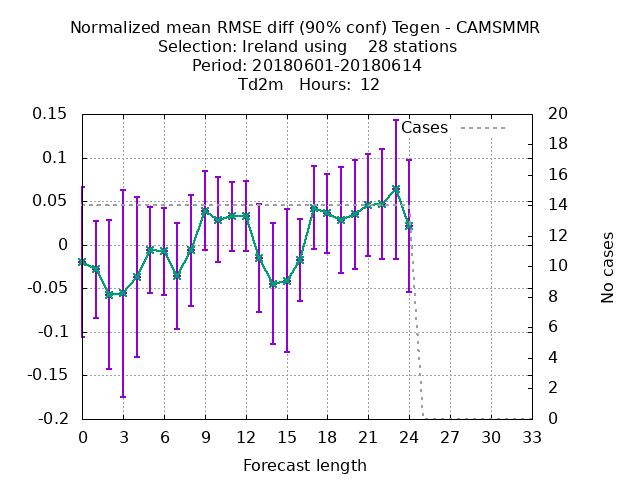 Normalized mean RMSE diff (90% conf) Tegen - CAMSMMR
Selection: Ireland using    28 stations
Period: 20180601-20180614
Td2m   Hours:  12
Cases
0.15
0.1
0.05
0
-0.05
-0.1
-0.15
-0.2
20
18
16
14
12
10
8
6
4
2
0
No cases
0 3 6 9 12 15 18 21 24 27 30 33
Forecast length